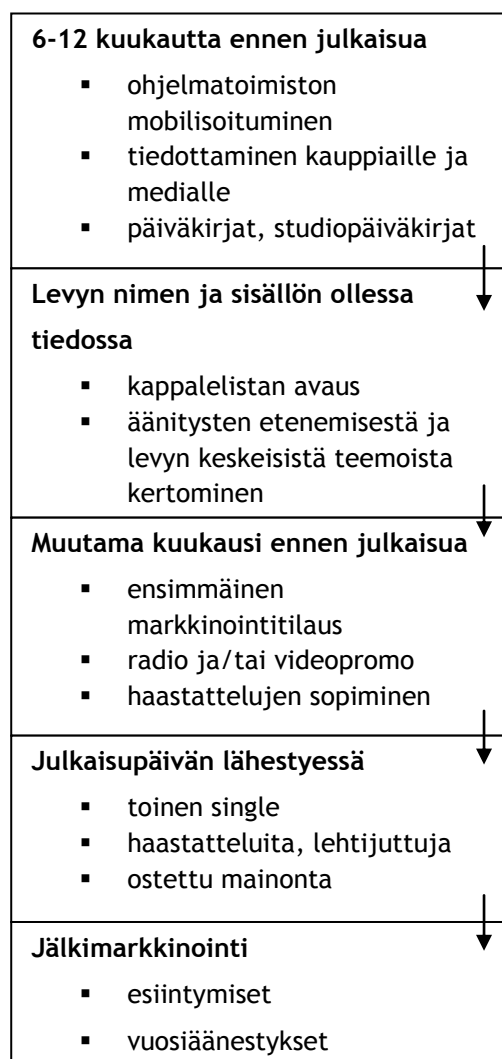 6-12 kuukautta ennen julkaisua
▪ ohjelmatoimiston
mobilisoituminen
▪ tiedottaminen kauppiaille ja
medialle
▪ päiväkirjat, studiopäiväkirjat
Levyn nimen ja sisällön ollessa
tiedossa
▪ kappalelistan avaus
▪ äänitysten etenemisestä ja
levyn keskeisistä teemoista
kertominen
Muutama kuukausi ennen julkaisua
▪ ensimmäinen
markkinointitilaus
▪ radio ja/tai videopromo
▪ haastattelujen sopiminen
Julkaisupäivän lähestyessä
▪ toinen single
▪ haastatteluita, lehtijuttuja
▪ ostettu mainonta
Jälkimarkkinointi
▪ esiintymiset
▪ vuosiäänestykset